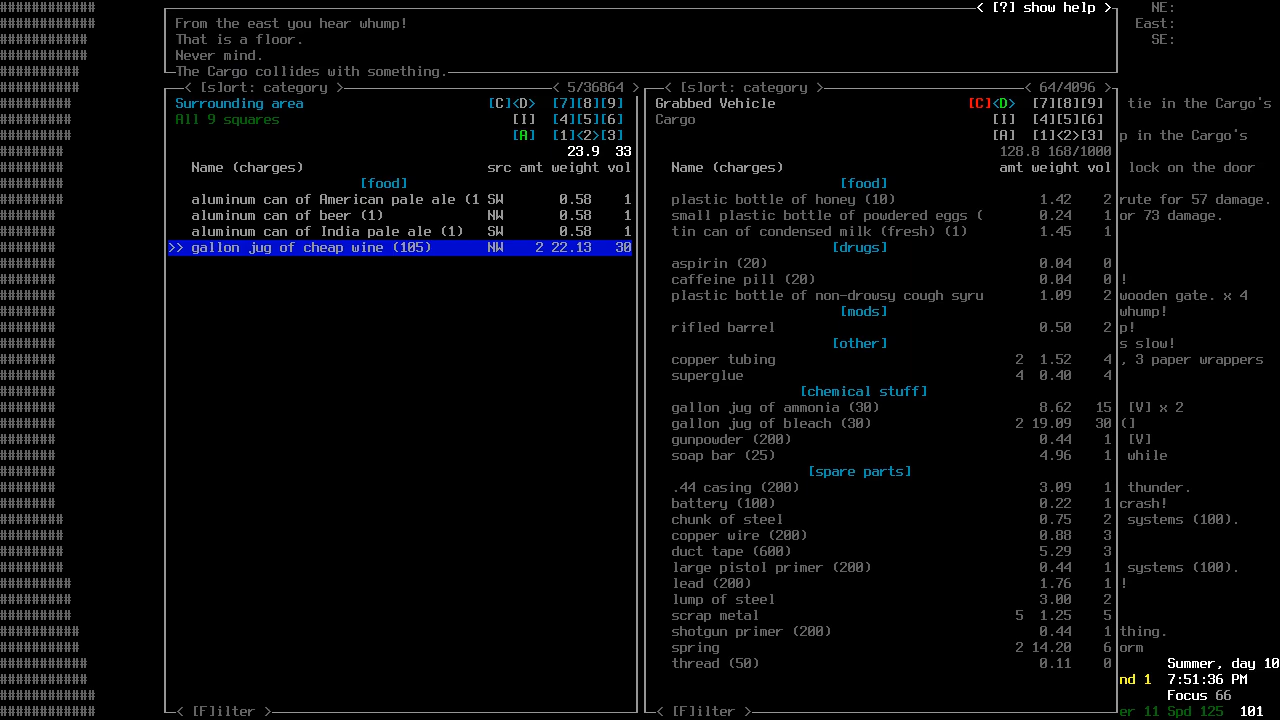 < [?] show help > NE:
From the east you hear whump! East:
That is a floor. SE:
Never mind.
The Cargo collides with something.
< [s]ort: category > < 5/36864 > < [s]ort: category > < 64/4096 >
Surrounding area [C]<D> [7][8][9] Grabbed Vehicle [C]<D> [7][8][9] tie in the Cargo's
All 9 squares [I] [4][5][6] Cargo [I] [4][5][6]
[A] [1]<2>[3] [A] [1]<2>[3] p in the Cargo's
23.9 33 128.8 168/1000
Name (charges) src amt weight vol Name (charges) amt weight vol lock on the door
[food] [food]
aluminum can of American pale ale (1 SW 0.58 1 plastic bottle of honey (10) 1.42 2 rute for 57 damage.
aluminum can of beer (1) NW 0.58 1 small plastic bottle of powdered eggs ( 0.24 1 or 73 damage.
aluminum can of India pale ale (1) SW 0.58 1 tin can of condensed milk (fresh) (1) 1.45 1
>> gallon jug of cheap wine (105) NW 2 22.13 30 [drugs]
aspirin (20) 0.04 0
caffeine pill (20) 0.04 0 !
plastic bottle of non-drowsy cough syru 1.09 2 wooden gate. x 4
[mods] whump!
rifled barrel 0.50 2 p!
[other] s slow!
copper tubing 2 1.52 4 , 3 paper wrappers
superglue 4 0.40 4
[chemical stuff]
gallon jug of ammonia (30) 8.62 15 [V] x 2
gallon jug of bleach (30) 2 19.09 30 (]
gunpowder (200) 0.44 1 [V]
soap bar (25) 4.96 1 while
[spare parts]
.44 casing (200) 3.09 1 thunder.
battery (100) 0.22 1 crash!
chunk of steel 0.75 2 systems (100).
copper wire (200) 0.88 3
duct tape (600) 5.29 3
large pistol primer (200) 0.44 1 systems (100).
lead (200) 1.76 1 !
lump of steel 3.00 2
scrap metal 5 1.25 5
shotgun primer (200) 0.44 1 thing.
spring 2 14.20 6 orm
thread (50) 0.11 0 Summer, day 10
nd 1 7:51:36 PM
Focus 66
< [F]ilter > < [F]ilter > er 11 Spd 125 101